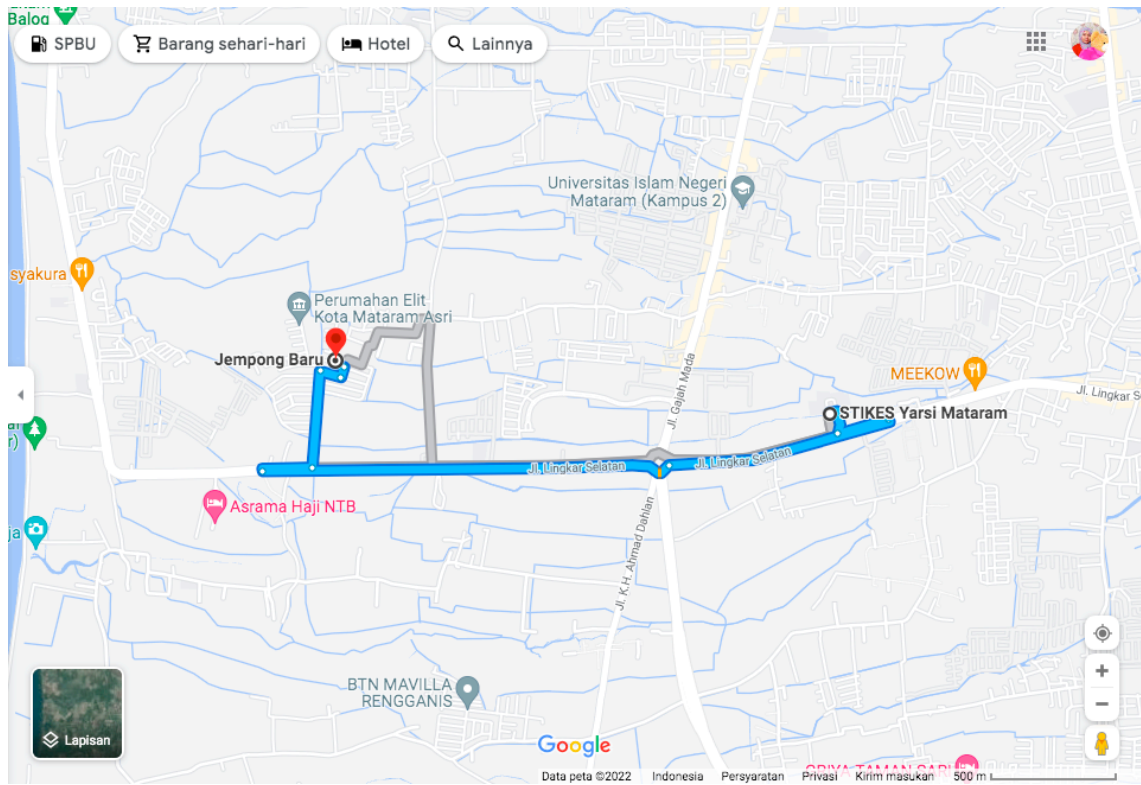 Balog
SPBU
Barang sehari-hari
Hotel
Lainnya
Universitas Islam Negeri
Mataram (Kampus 2)
syakura
Perumahan Elit
Kota Mataram Asri
Jempong Baru
Jl. Gajah Mada
MEEKOW
Jl. Lingkar S
STIKES Yarsi Mataram
Jl. Lingkar Selatan
Jl. Lingkar Selatan
Asrama Haji NTB
ja
Jl. K.H. Ahmad Dahlan
BTN MAVILLA
RENGGANIS
Lapisan
Google
Data peta ©2022
Indonesia
Persyaratan
Privasi
Kirim masukan
500 m